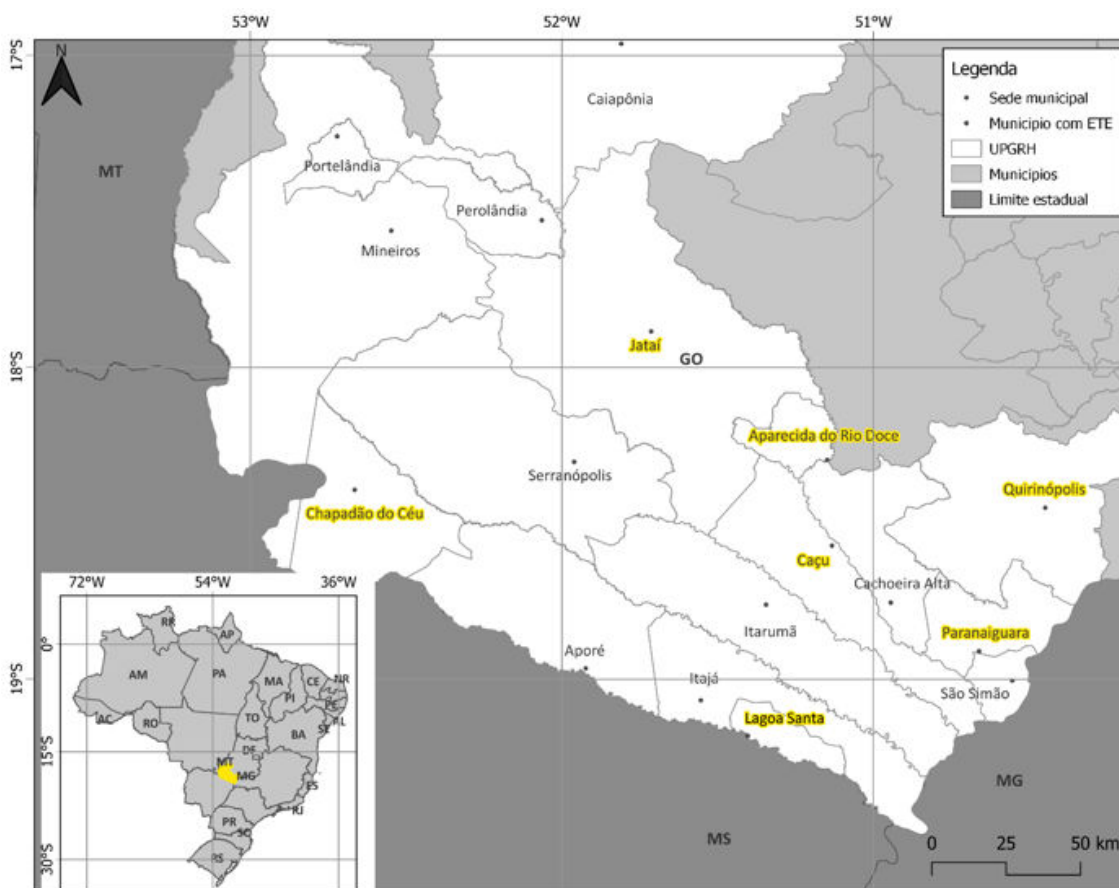 53°W 52°W 51°W
17°S
N
Legenda
Sede municipal
Municipio com ETE
UPGRH
Municipios
Limite estadual
Caiapônia
MT
Portelândia
Perolândia
Mineiros
Jataí
GO
18°S
Aparecida do Rio Doce
Serranópolis
Quirinópolis
Chapadão do Céu
Caçu
Cachoeira Alta
Itarumã
Paranaiguara
Aporé
19°S
Itajá
São Simão
Lagoa Santa
MG
MS
0 25 50 km
72°W 54°W 36°W
RR
AP
0°
AM
PA
MA
CE
NR
PI
PE
AC
RO
TO
AL
SE
BA
15°S
DF
MT
MG
ES
RJ
PR
SC
RS
30°S